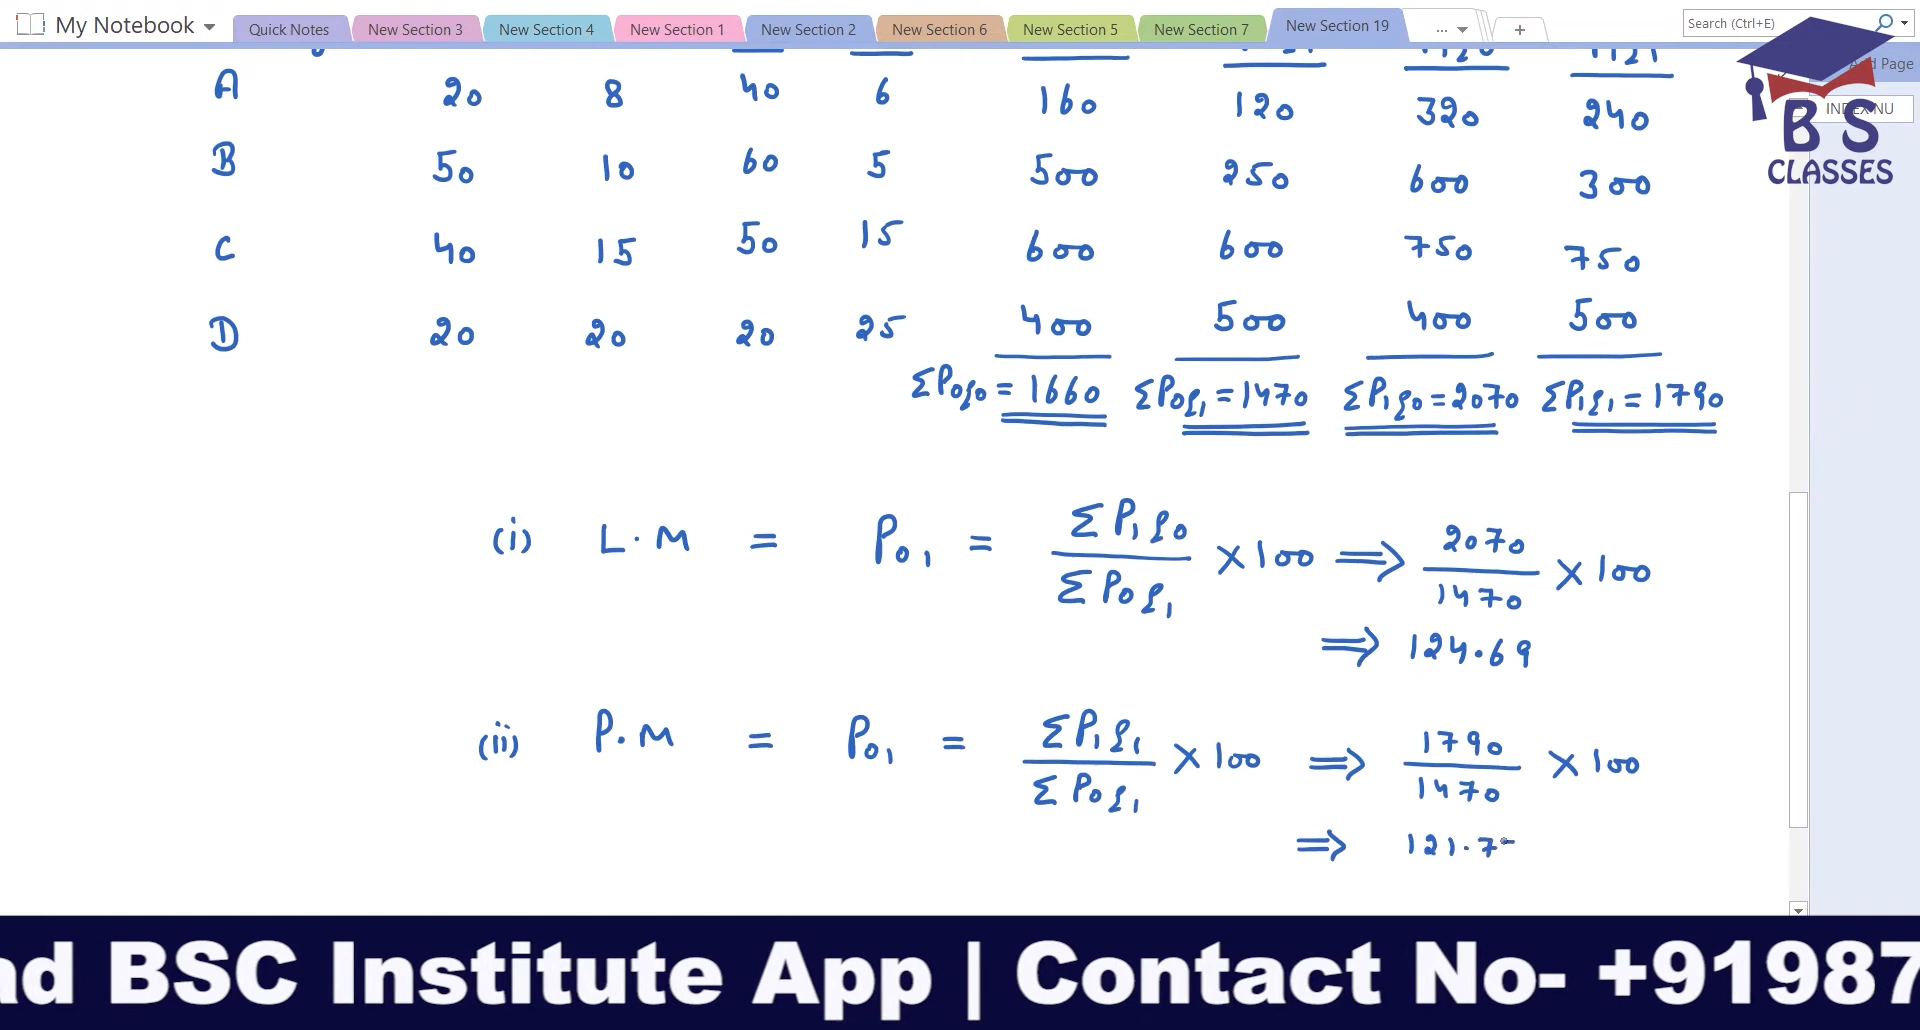 My Notebook Quick Notes New Section 3 New Section 4 New Section 1 New Section 2 New Section 6 New Section 5 New Section 7 New Section 19 ... + Search (Ctrl+E)
Add Page
INDEX NU
B S
CLASSES
A 20 8 40 6 160 120 320 240
B 50 10 60 5 500 250 600 300
C 40 15 50 15 600 600 750 750
D 20 20 20 25 400 500 400 500
ΣP0q0 = 1660 ΣP0q1 = 1470 ΣP1q0 = 2070 ΣP1q1 = 1790
(i) L.M = P01 = ΣP1q0 / ΣP0q1 × 100 ⇒ 2070 / 1470 × 100
⇒ 124.69
(ii) P.M = P01 = ΣP1q1 / ΣP0q1 × 100 ⇒ 1790 / 1470 × 100
⇒ 121.7
ad BSC Institute App | Contact No- +91987